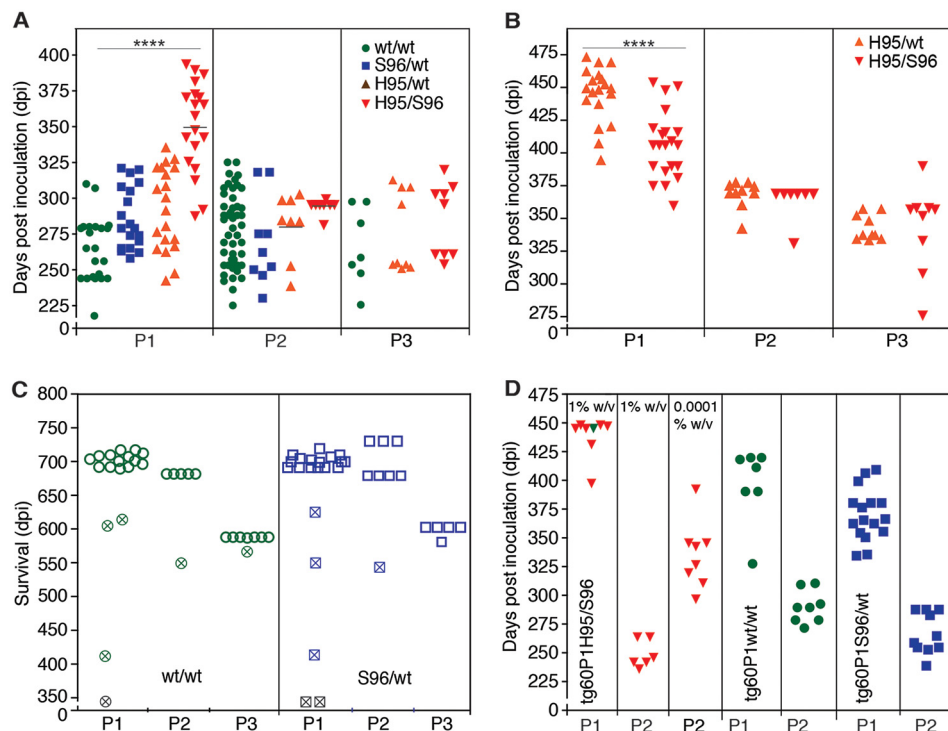 A
****
wt/wt
S96/wt
H95/wt
H95/S96
Days post inoculation (dpi)
400
375
350
325
300
275
250
225
0
P1
P2
P3
B
****
H95/wt
H95/S96
Days post inoculation (dpi)
475
450
425
400
375
350
325
300
275
0
P1
P2
P3
C
Survival (dpi)
800
700
600
550
500
400
350
0
wt/wt
S96/wt
P1
P2
P3
P1
P2
P3
D
Days post inoculation (dpi)
475
450
425
400
375
350
325
300
250
225
0
1% w/v
1% w/v
0.0001
% w/v
tg60P1H95/S96
tg60P1wt/wt
tg60P1S96/wt
P1
P2
P2
P1
P2
P1
P2